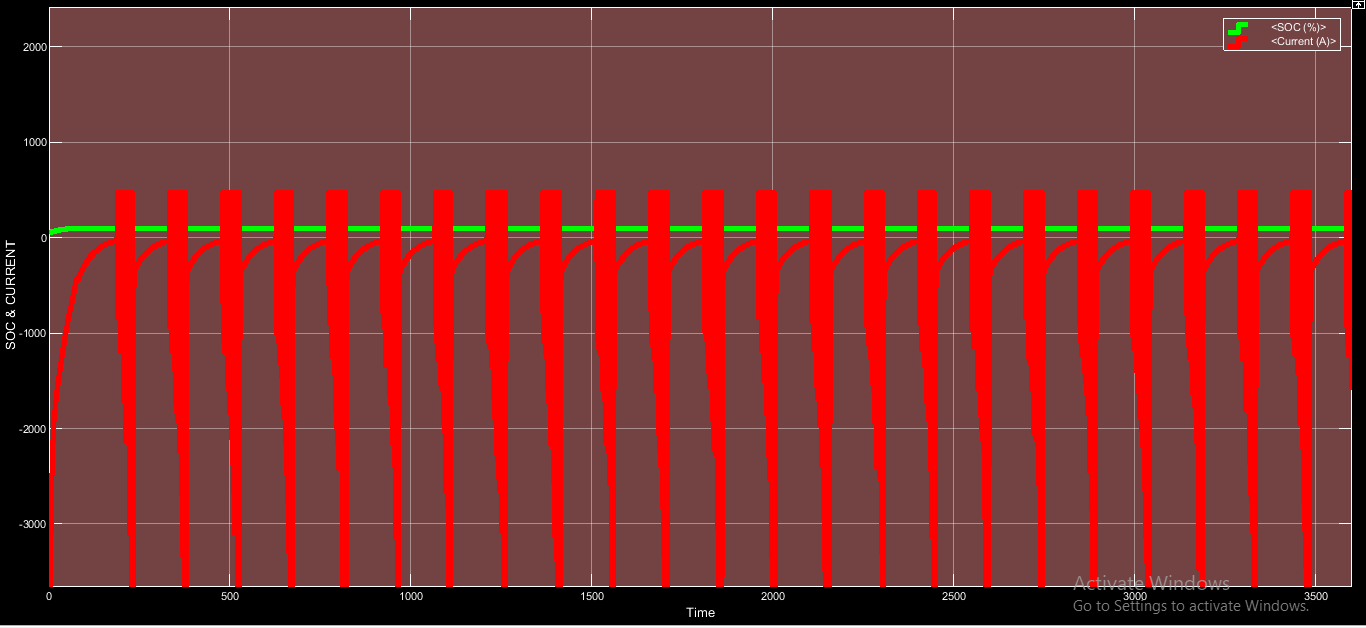 <SOC (%)>
<Current (A)>
2000
1000
0
-1000
-2000
-3000
SOC & CURRENT
0
500
1000
1500
2000
2500
3000
3500
Time
Activate Windows
Go to Settings to activate Windows.